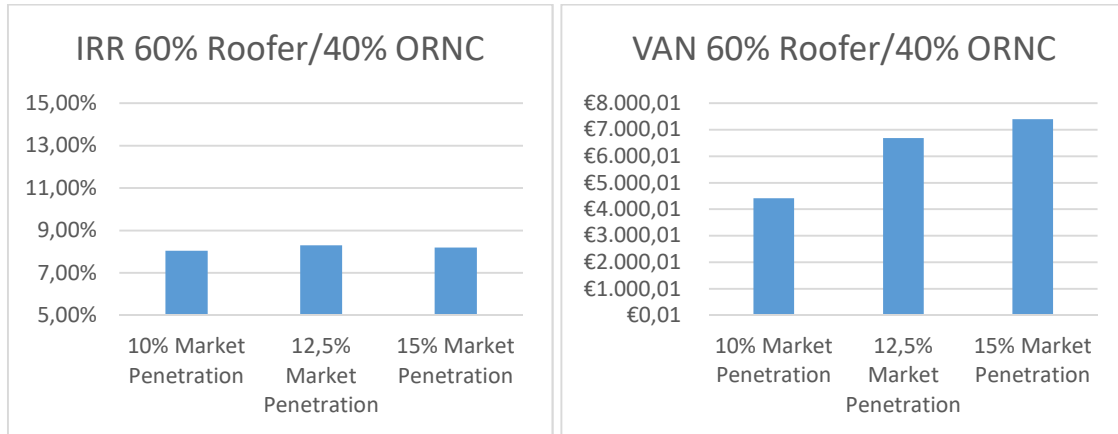 IRR 60% Roofer/40% ORNC
15,00%
13,00%
11,00%
9,00%
7,00%
5,00%
10% Market
Penetration
12,5%
Market
Penetration
15% Market
Penetration
VAN 60% Roofer/40% ORNC
€8.000,01
€7.000,01
€6.000,01
€5.000,01
€4.000,01
€3.000,01
€2.000,01
€1.000,01
€0,01
10% Market
Penetration
12,5%
Market
Penetration
15% Market
Penetration